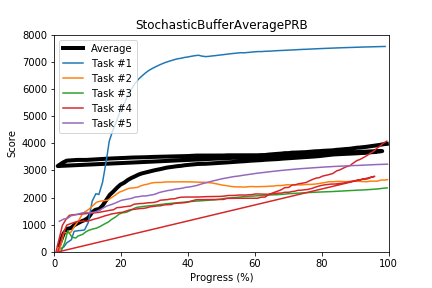 StochasticBufferAveragePRB
8000
7000
6000
5000
4000
3000
2000
1000
0
Score
Average
Task #1
Task #2
Task #3
Task #4
Task #5
0 20 40 60 80 100
Progress (%)